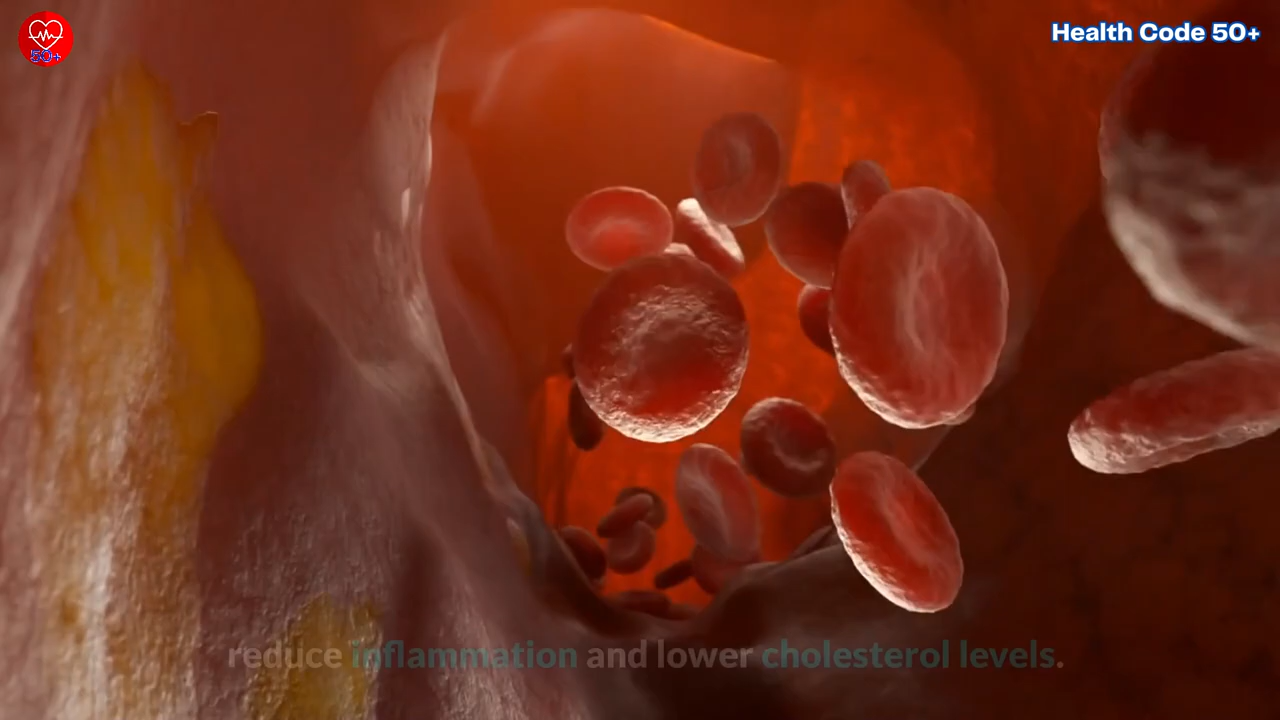 50+
Health Code 50+
reduce inflammation and lower cholesterol levels.